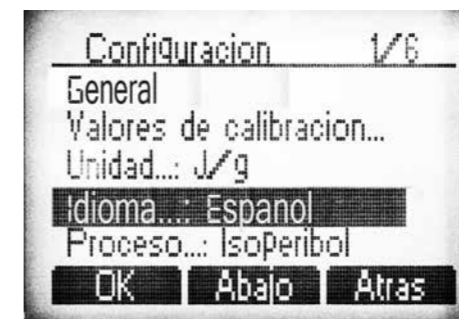 Configuracion 1/6
General
Valores de calibracion...
Unidad...: J/g
Idioma...: Espanol
Proceso...: Isoperibol
OK Abajo Atras